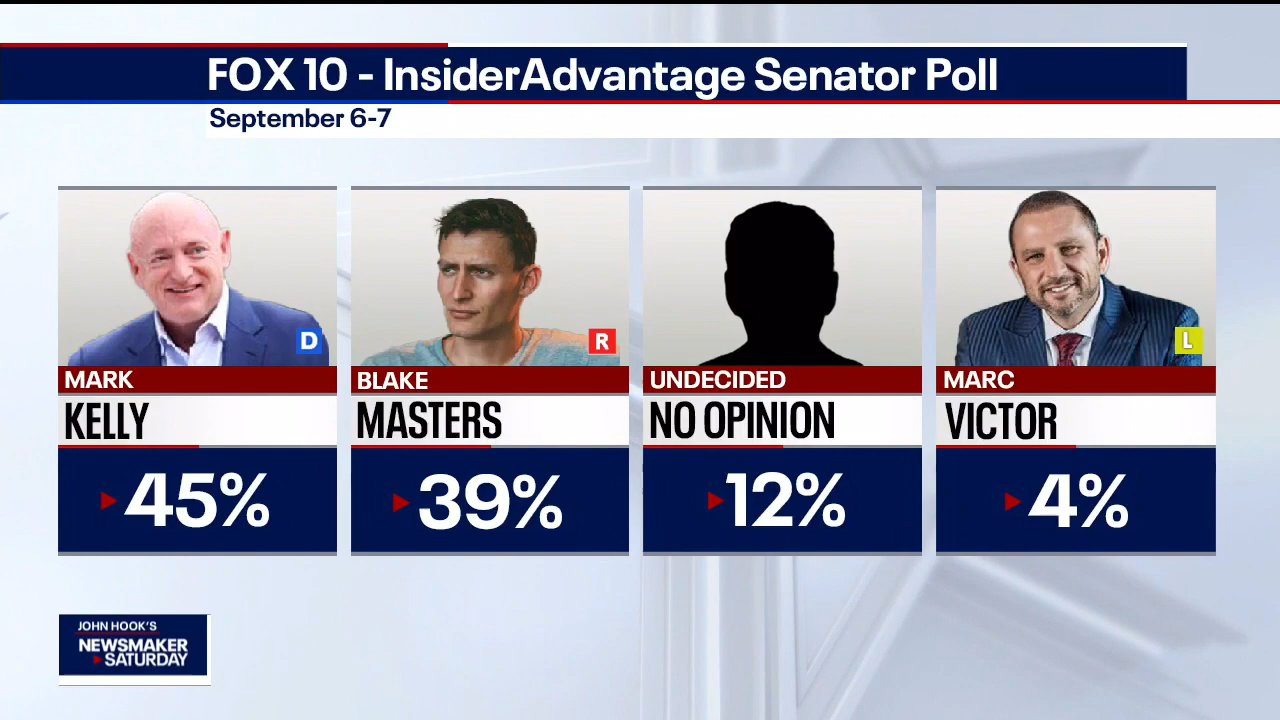 FOX 10 - InsiderAdvantage Senator Poll
September 6-7
D
MARK
KELLY
45%
R
BLAKE
MASTERS
39%
UNDECIDED
NO OPINION
12%
L
MARC
VICTOR
4%
JOHN HOOK'S
NEWSMAKER
SATURDAY